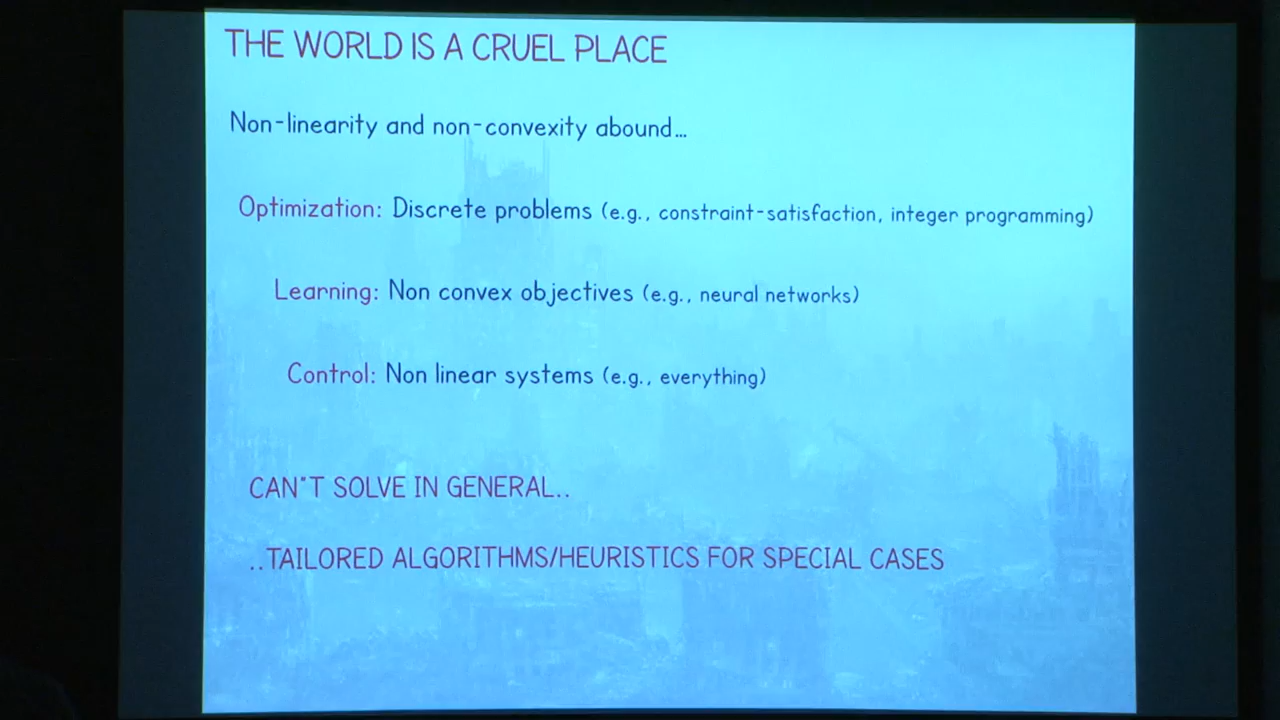 THE WORLD IS A CRUEL PLACE
Non-linearity and non-convexity abound...
Optimization: Discrete problems (e.g., constraint-satisfaction, integer programming)
Learning: Non convex objectives (e.g., neural networks)
Control: Non linear systems (e.g., everything)
CAN"T SOLVE IN GENERAL..
..TAILORED ALGORITHMS/HEURISTICS FOR SPECIAL CASES